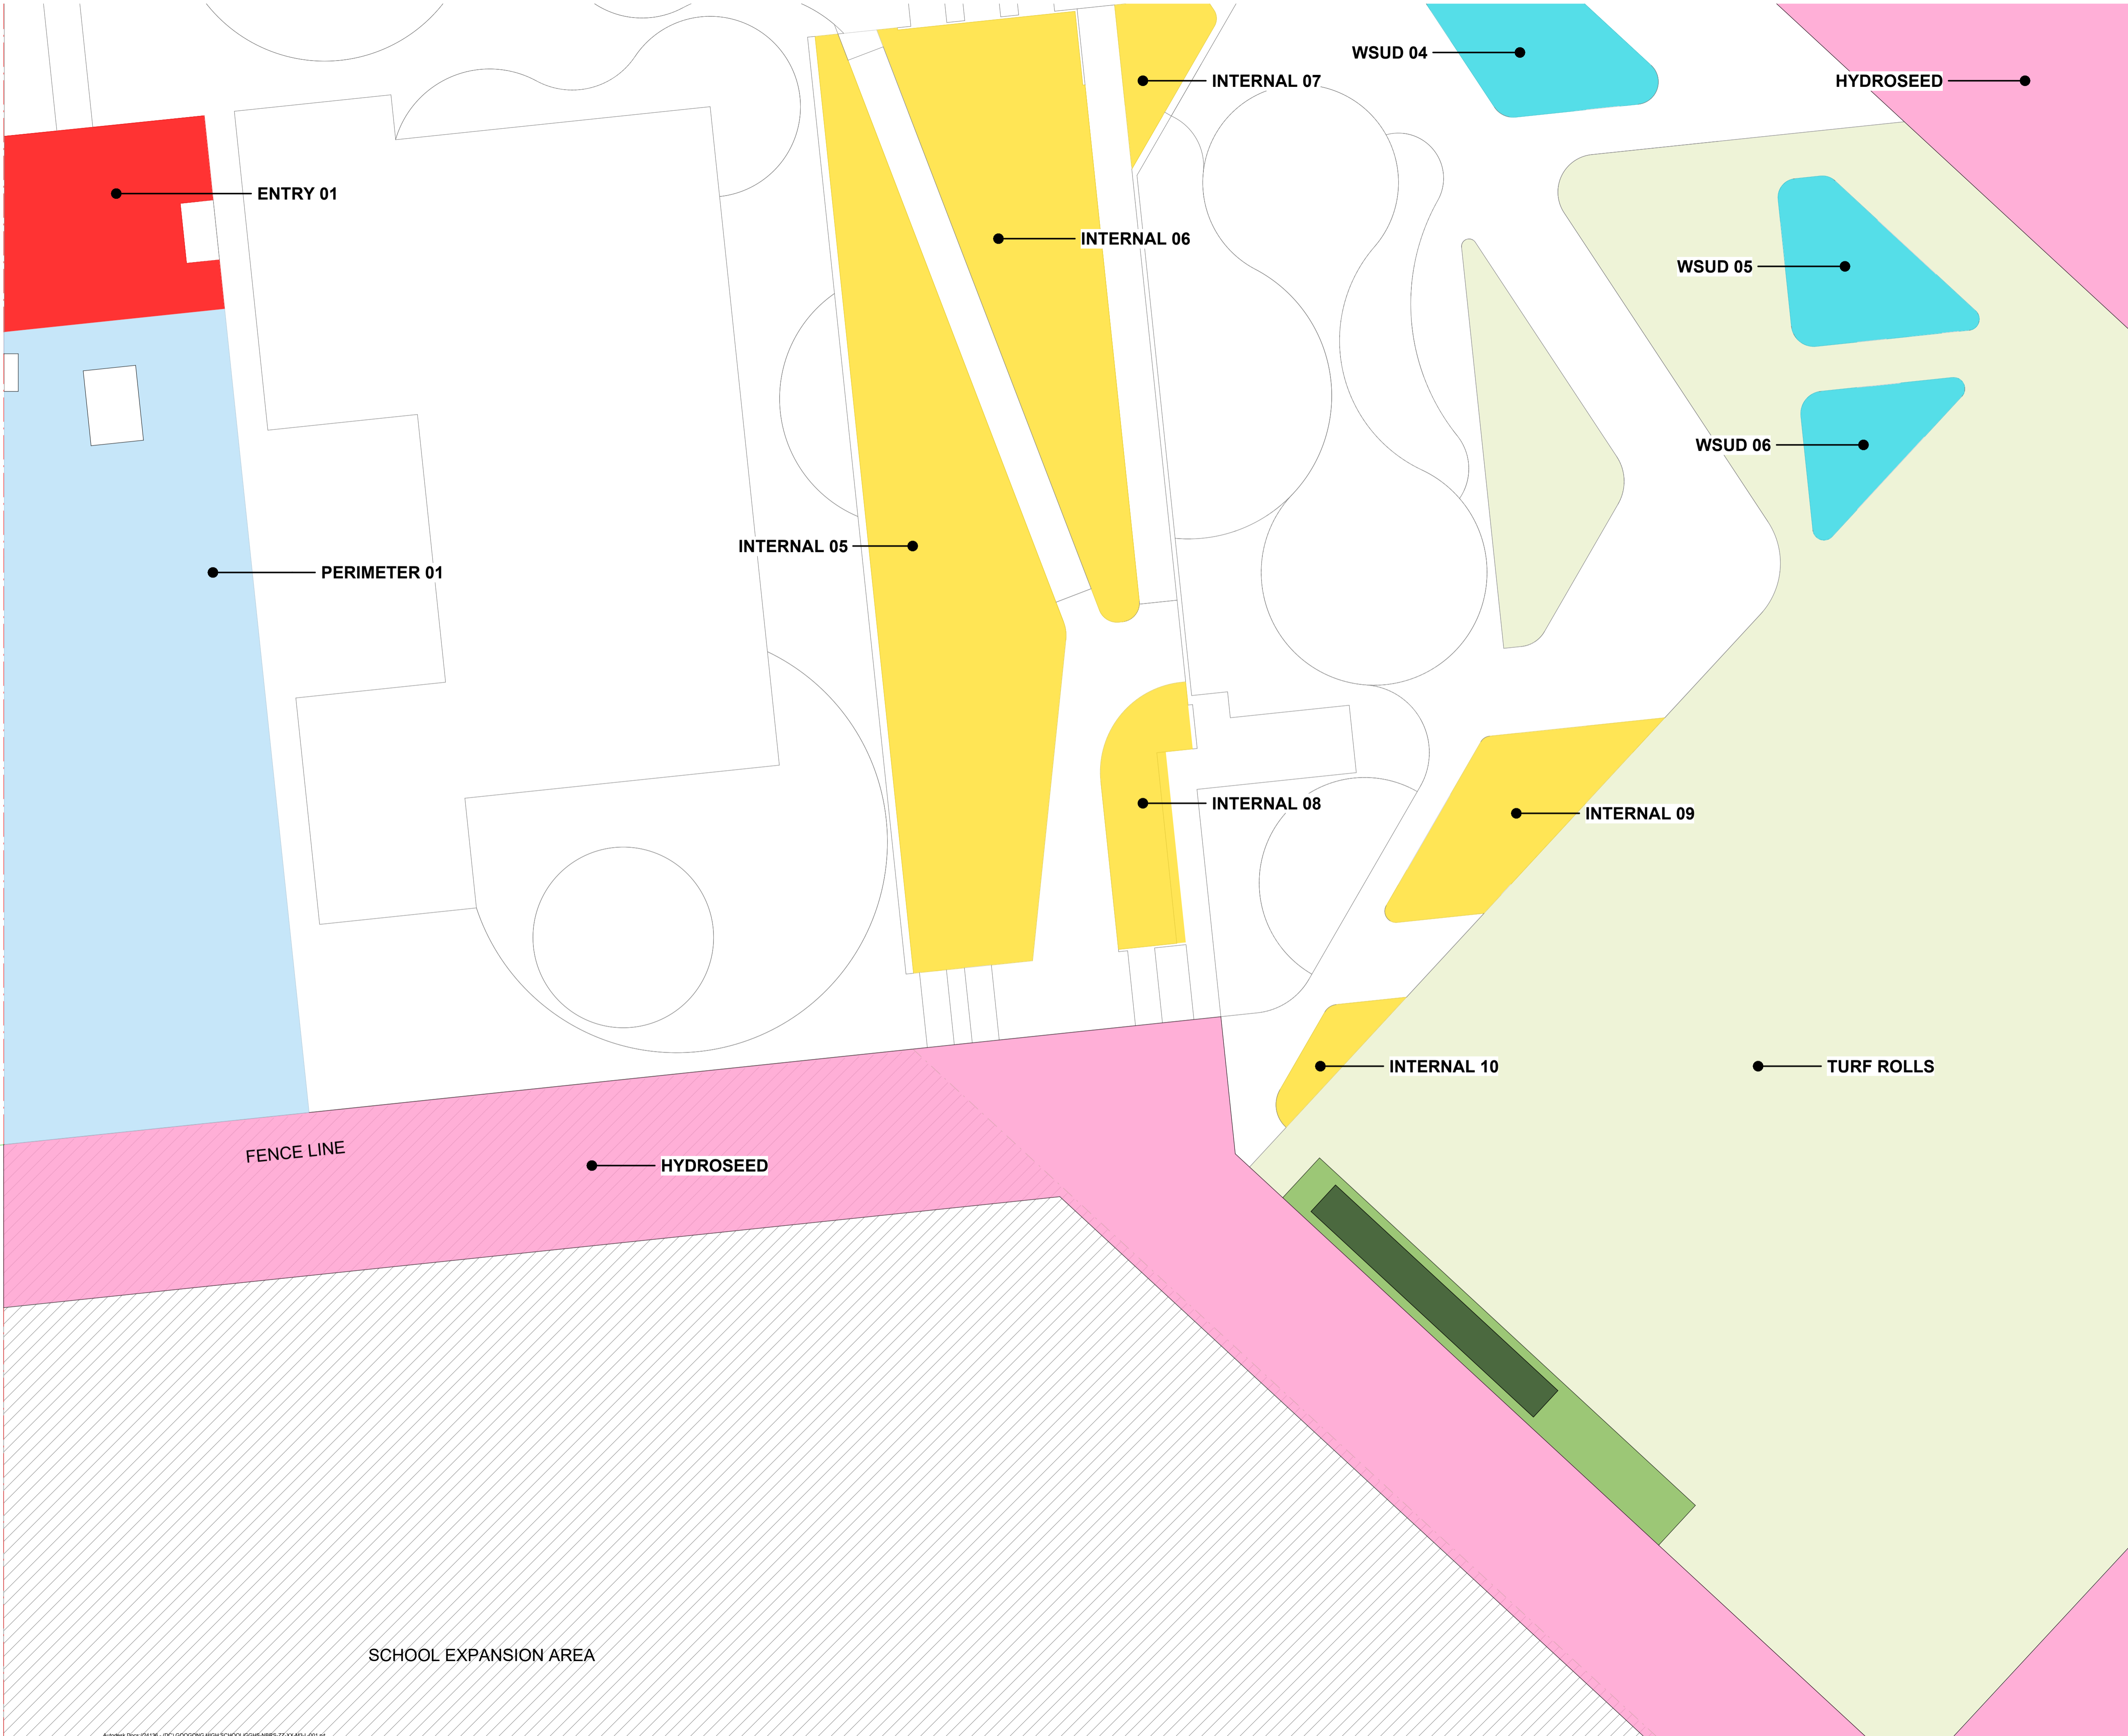 WSUD 04
INTERNAL 07
HYDROSEED
ENTRY 01
INTERNAL 06
WSUD 05
WSUD 06
INTERNAL 05
PERIMETER 01
INTERNAL 08
INTERNAL 09
INTERNAL 10
TURF ROLLS
FENCE LINE
HYDROSEED
SCHOOL EXPANSION AREA